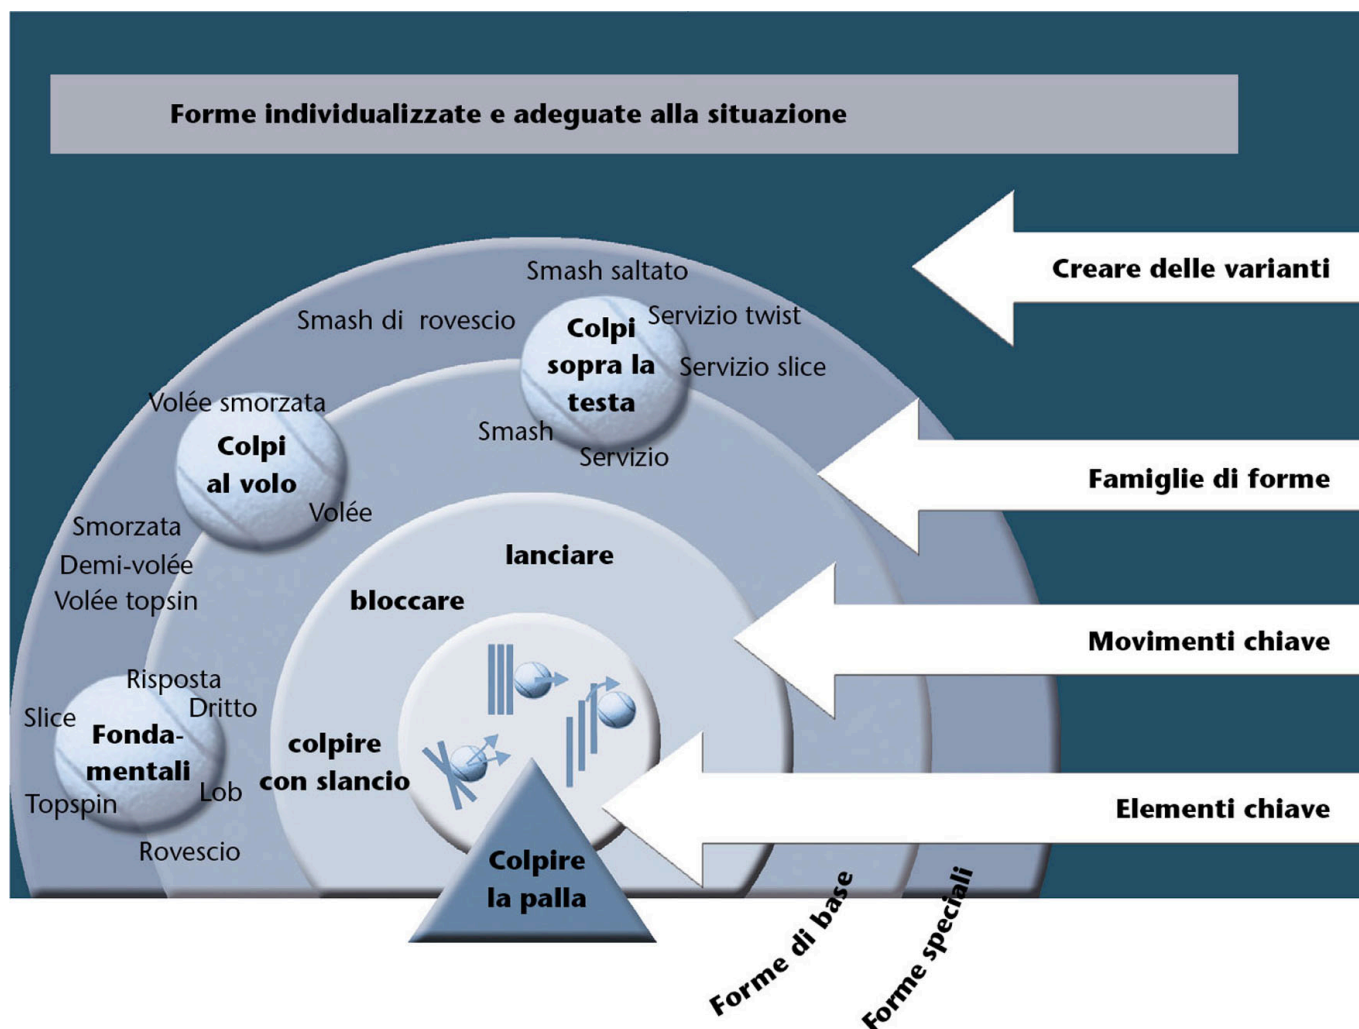 Forme individualizzate e adeguate alla situazione
Creare delle varianti
Smash saltato
Smash di rovescio
Servizio twist
Colpi
sopra la
testa
Servizio slice
Smash
Servizio
Volée smorzata
Colpi
al volo
Volée
Smorzata
Demi-volée
Volée topsin
Famiglie di forme
lanciare
bloccare
colpire
con slancio
Movimenti chiave
Risposta
Slice
Dritto
Fonda-
mentali
Topspin
Lob
Rovescio
Elementi chiave
Colpire
la palla
Forme di base
Forme speciali